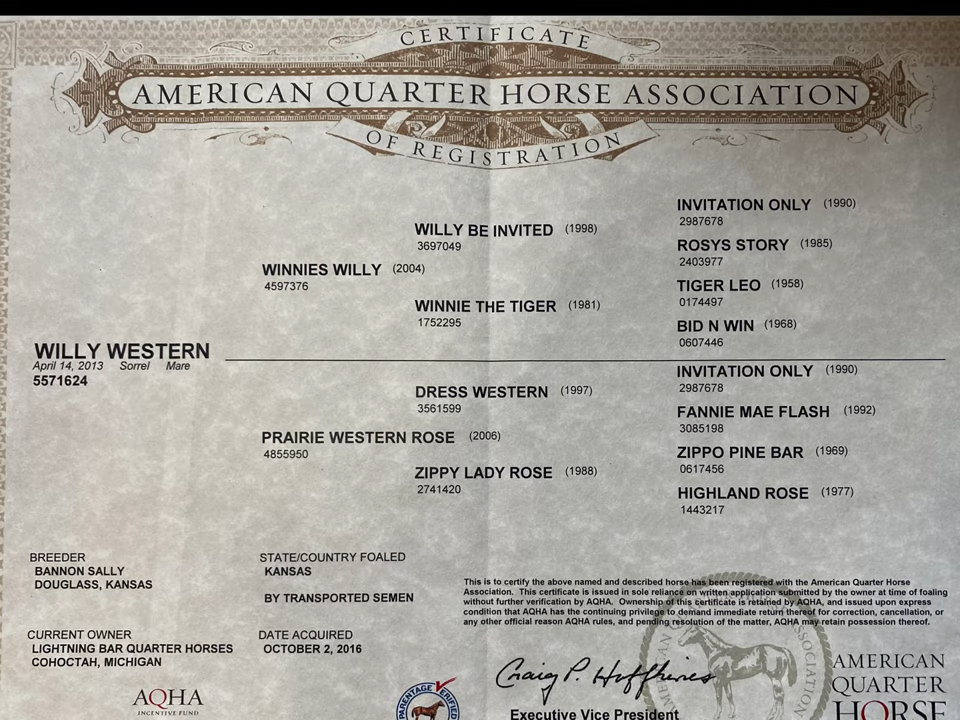 CERTIFICATE
AMERICAN QUARTER HORSE ASSOCIATION
OF REGISTRATION
INVITATION ONLY (1990)
2987678
WILLY BE INVITED (1998)
3697049
ROSYS STORY (1985)
2403977
WINNIES WILLY (2004)
4597376
TIGER LEO (1958)
0174497
WINNIE THE TIGER (1981)
1752295
BID N WIN (1968)
0607446
WILLY WESTERN
April 14, 2013 Sorrel Mare
5571624
INVITATION ONLY (1990)
2987678
DRESS WESTERN (1997)
3561599
FANNIE MAE FLASH (1992)
3085198
PRAIRIE WESTERN ROSE (2006)
4855950
ZIPPO PINE BAR (1969)
0617456
ZIPPY LADY ROSE (1988)
2741420
HIGHLAND ROSE (1977)
1443217
BREEDER
BANNON SALLY
DOUGLASS, KANSAS
STATE/COUNTRY FOALED
KANSAS
BY TRANSPORTED SEMEN
CURRENT OWNER
LIGHTNING BAR QUARTER HORSES
COHOCTAH, MICHIGAN
DATE ACQUIRED
OCTOBER 2, 2016
This is to certify the above named and described horse has been registered with the American Quarter Horse
Association. This certificate is issued in sole reliance on written application submitted by the owner at time of foaling
without further verification by AQHA. Ownership of this certificate is retained by AQHA, and issued upon express
condition that AQHA has the continuing privilege to demand immediate return thereof for correction, cancellation, or
any other official reason AQHA rules, and pending resolution of the matter, AQHA may retain possession thereof.
AQHA
INCENTIVE FUND
PARENTAGE VERIFIED
Craig P. Huffhines
Executive Vice President
AMERICAN
QUARTER
HORSE